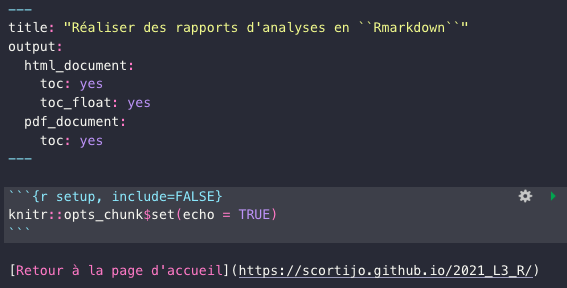 ---
title: "Réaliser des rapports d'analyses en ``Rmarkdown``"
output:
  html_document:
    toc: yes
    toc_float: yes
  pdf_document:
    toc: yes
---
```{r setup, include=FALSE}
knitr::opts_chunk$set(echo = TRUE)
```
[Retour à la page d'accueil](https://scortijo.github.io/2021_L3_R/)